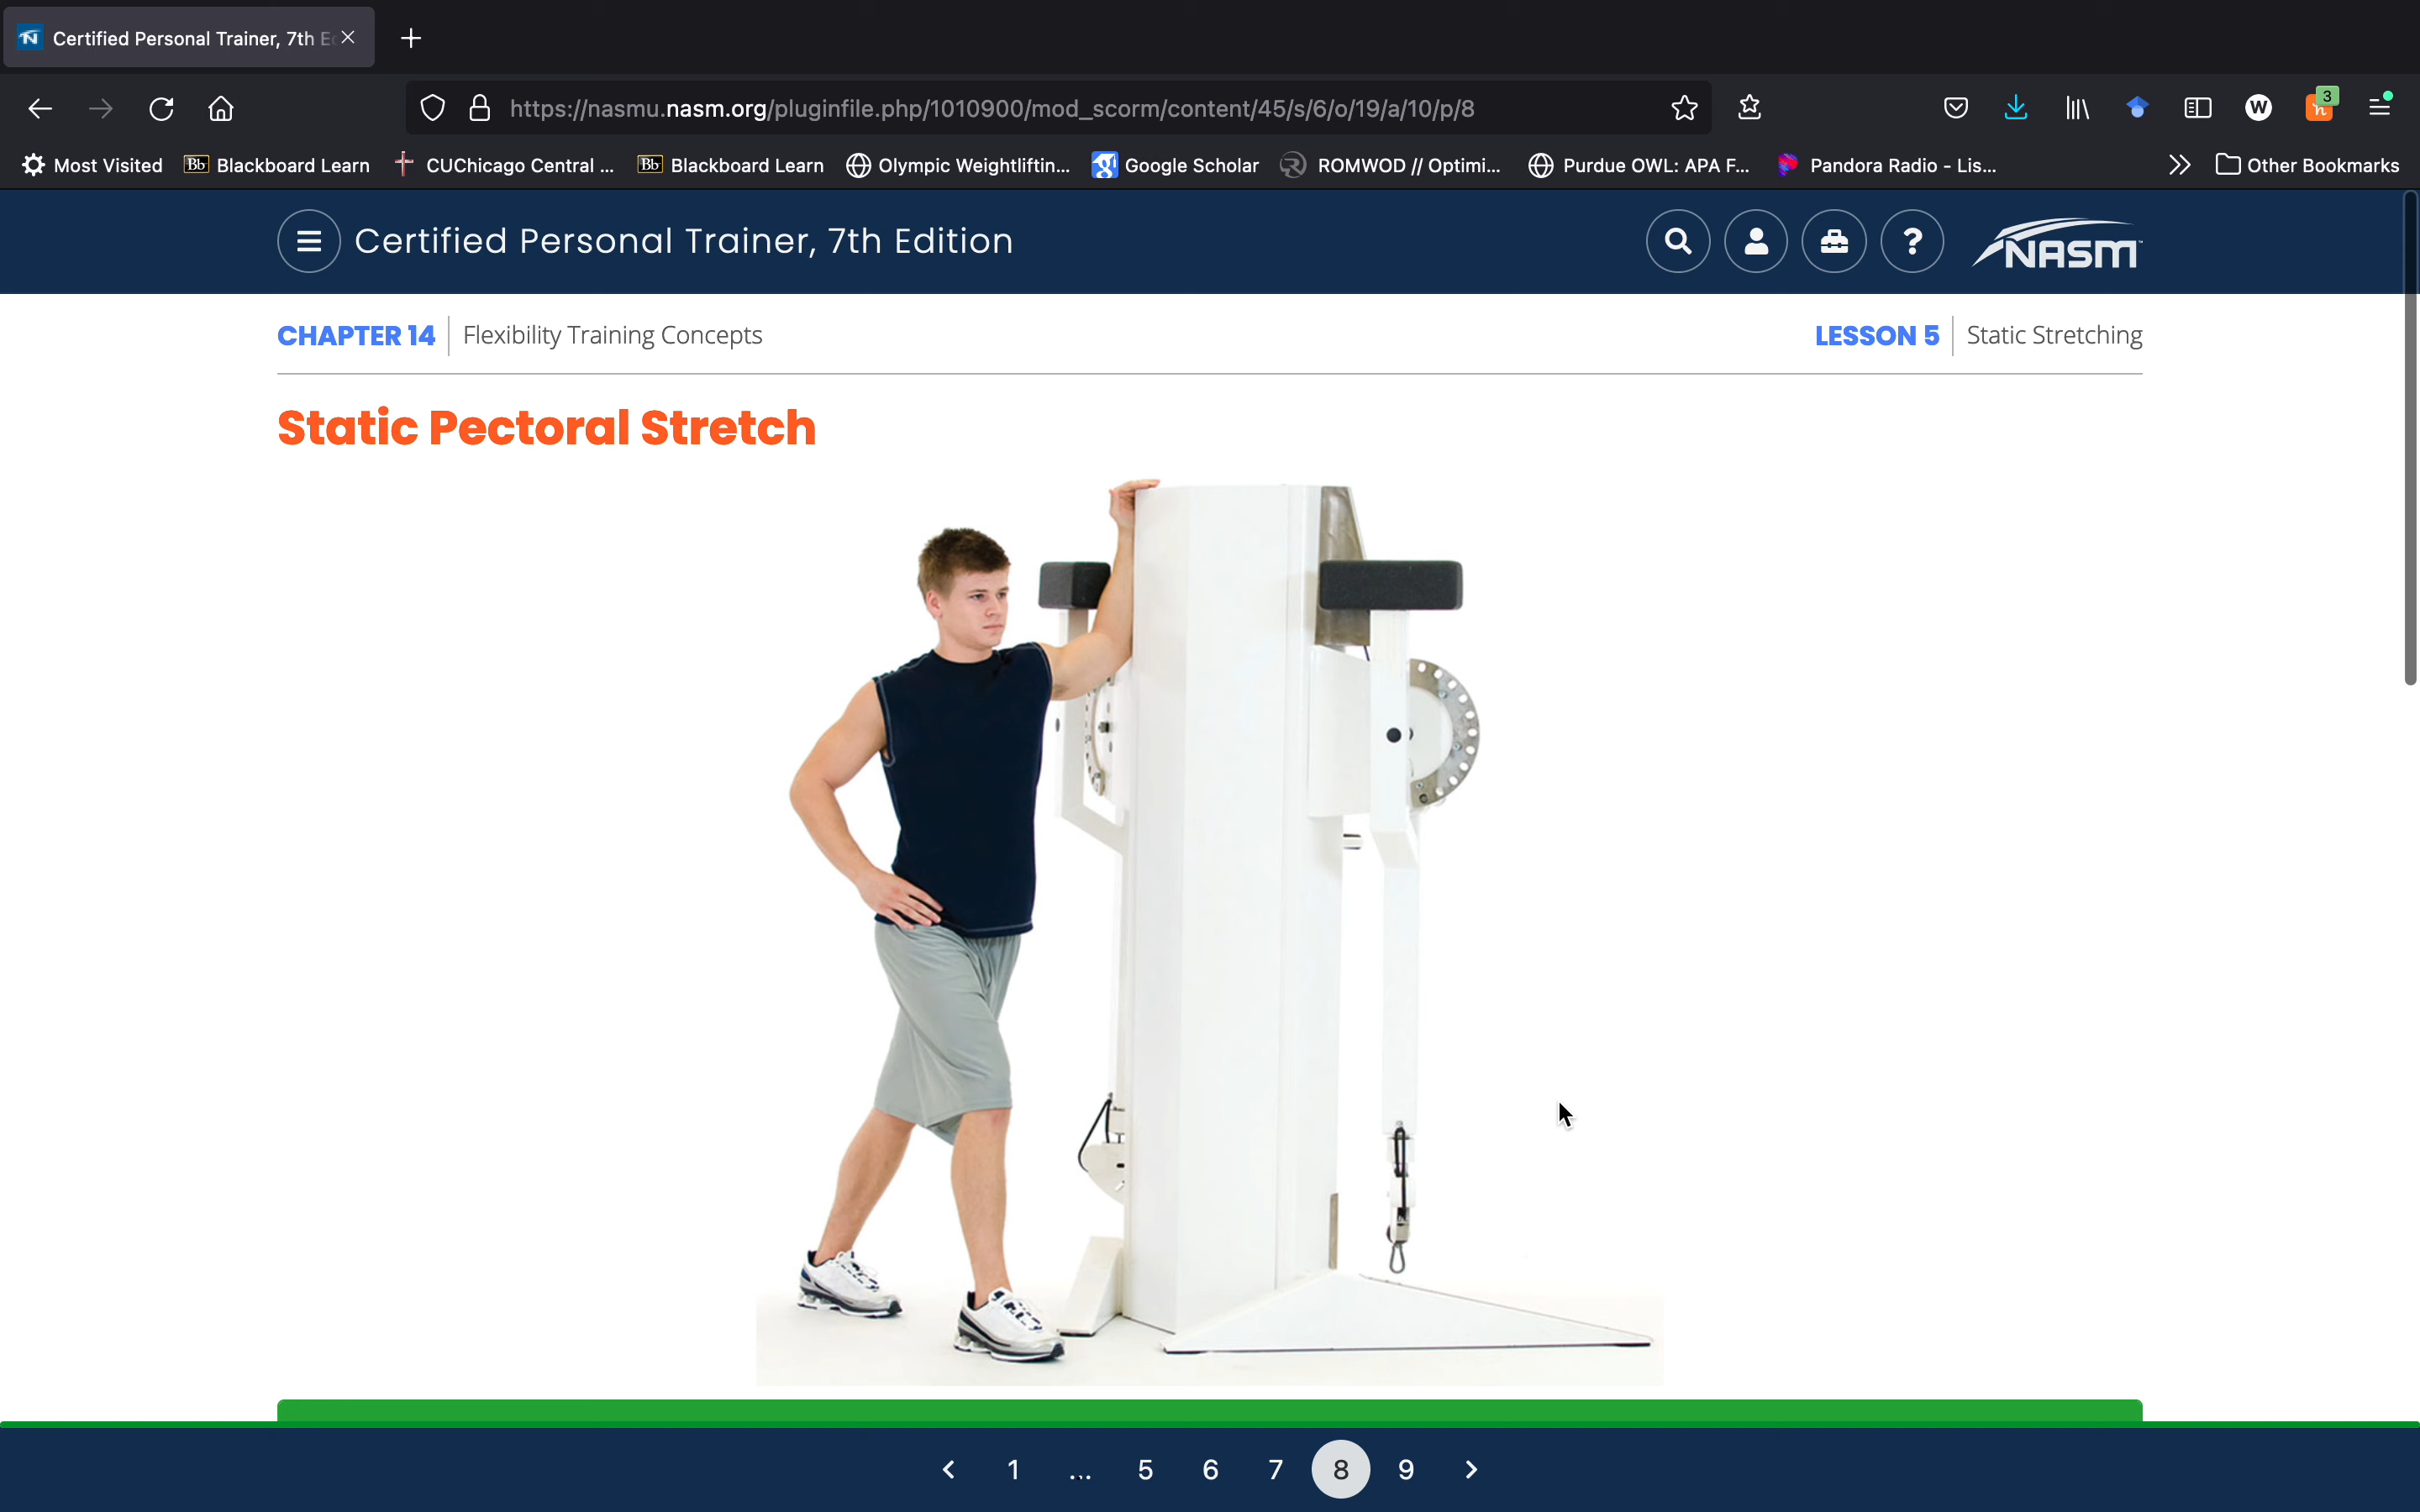 Certified Personal Trainer, 7th E
https://nasmu.nasm.org/pluginfile.php/1010900/mod_scorm/content/45/s/6/o/19/a/10/p/8
W
3
Most Visited
Bb Blackboard Learn
CUChicago Central ...
Bb Blackboard Learn
Olympic Weightliftin...
Google Scholar
ROMWOD // Optimi...
Purdue OWL: APA F...
Pandora Radio - Lis...
Other Bookmarks
Certified Personal Trainer, 7th Edition
?
NASM
CHAPTER 14 Flexibility Training Concepts
LESSON 5 Static Stretching
Static Pectoral Stretch
1 ... 5 6 7 8 9